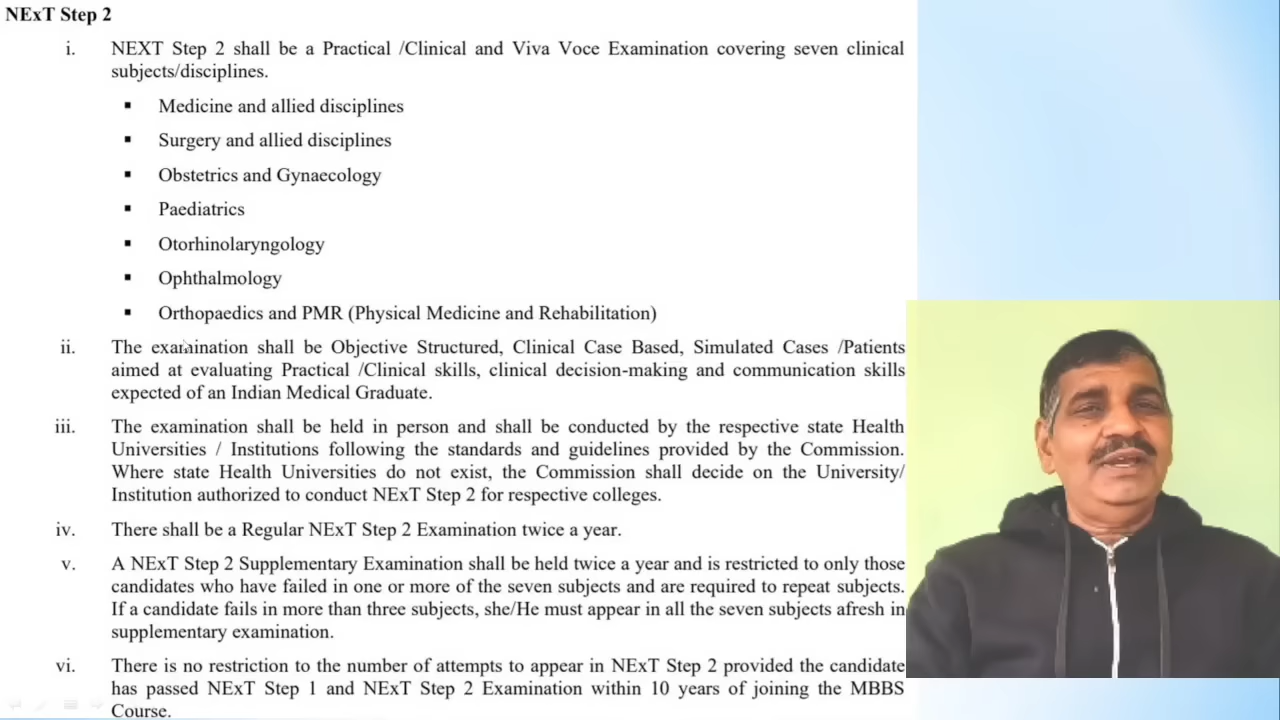 NExT Step 2
i. NEXT Step 2 shall be a Practical /Clinical and Viva Voce Examination covering seven clinical
subjects/disciplines.
▪ Medicine and allied disciplines
▪ Surgery and allied disciplines
▪ Obstetrics and Gynaecology
▪ Paediatrics
▪ Otorhinolaryngology
▪ Ophthalmology
▪ Orthopaedics and PMR (Physical Medicine and Rehabilitation)
ii. The examination shall be Objective Structured, Clinical Case Based, Simulated Cases /Patients
aimed at evaluating Practical /Clinical skills, clinical decision-making and communication skills
expected of an Indian Medical Graduate.
iii. The examination shall be held in person and shall be conducted by the respective state Health
Universities / Institutions following the standards and guidelines provided by the Commission.
Where state Health Universities do not exist, the Commission shall decide on the University/
Institution authorized to conduct NExT Step 2 for respective colleges.
iv. There shall be a Regular NExT Step 2 Examination twice a year.
v. A NExT Step 2 Supplementary Examination shall be held twice a year and is restricted to only those
candidates who have failed in one or more of the seven subjects and are required to repeat subjects.
If a candidate fails in more than three subjects, she/He must appear in all the seven subjects afresh in
supplementary examination.
vi. There is no restriction to the number of attempts to appear in NExT Step 2 provided the candidate
has passed NExT Step 1 and NExT Step 2 Examination within 10 years of joining the MBBS
Course.